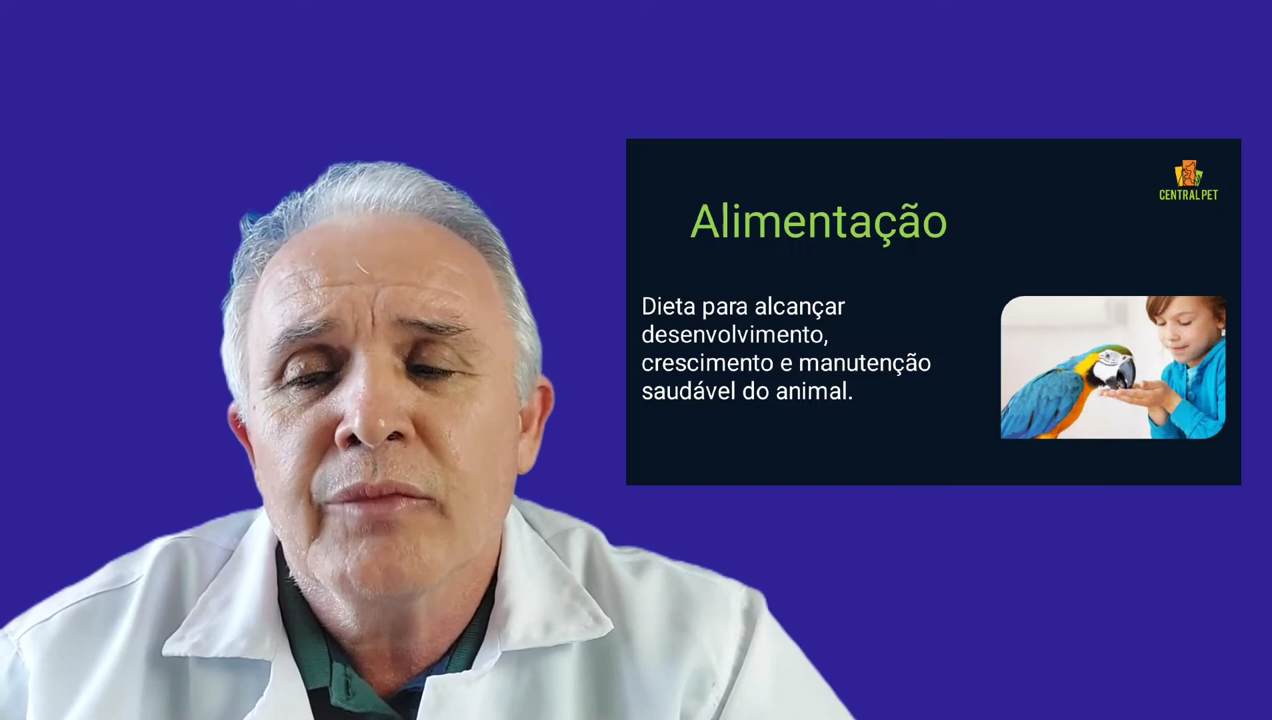 CENTRAL PET
Alimentação
Dieta para alcançar
desenvolvimento,
crescimento e manutenção
saudável do animal.